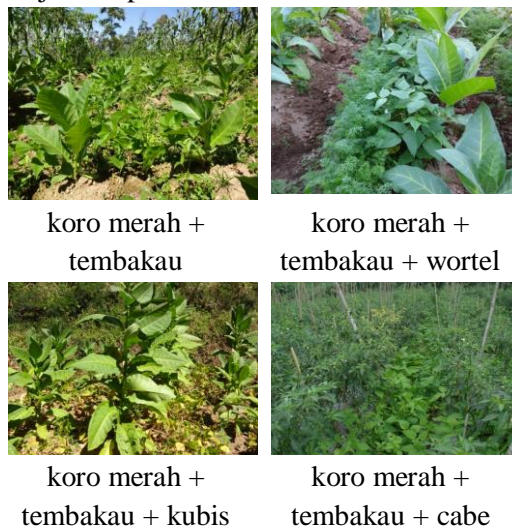 koro merah +
tembakau
koro merah +
tembakau + wortel
koro merah +
tembakau + kubis
koro merah +
tembakau + cabe